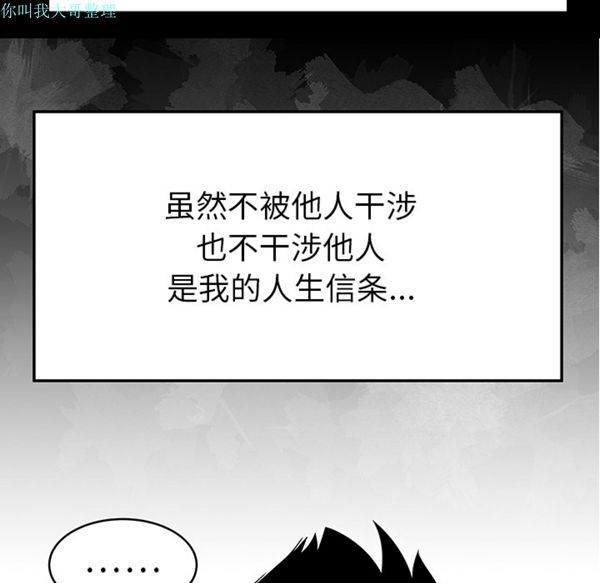 你叫我大哥整理
虽然不被他人干涉
也不干涉他人
是我的人生信条...
......